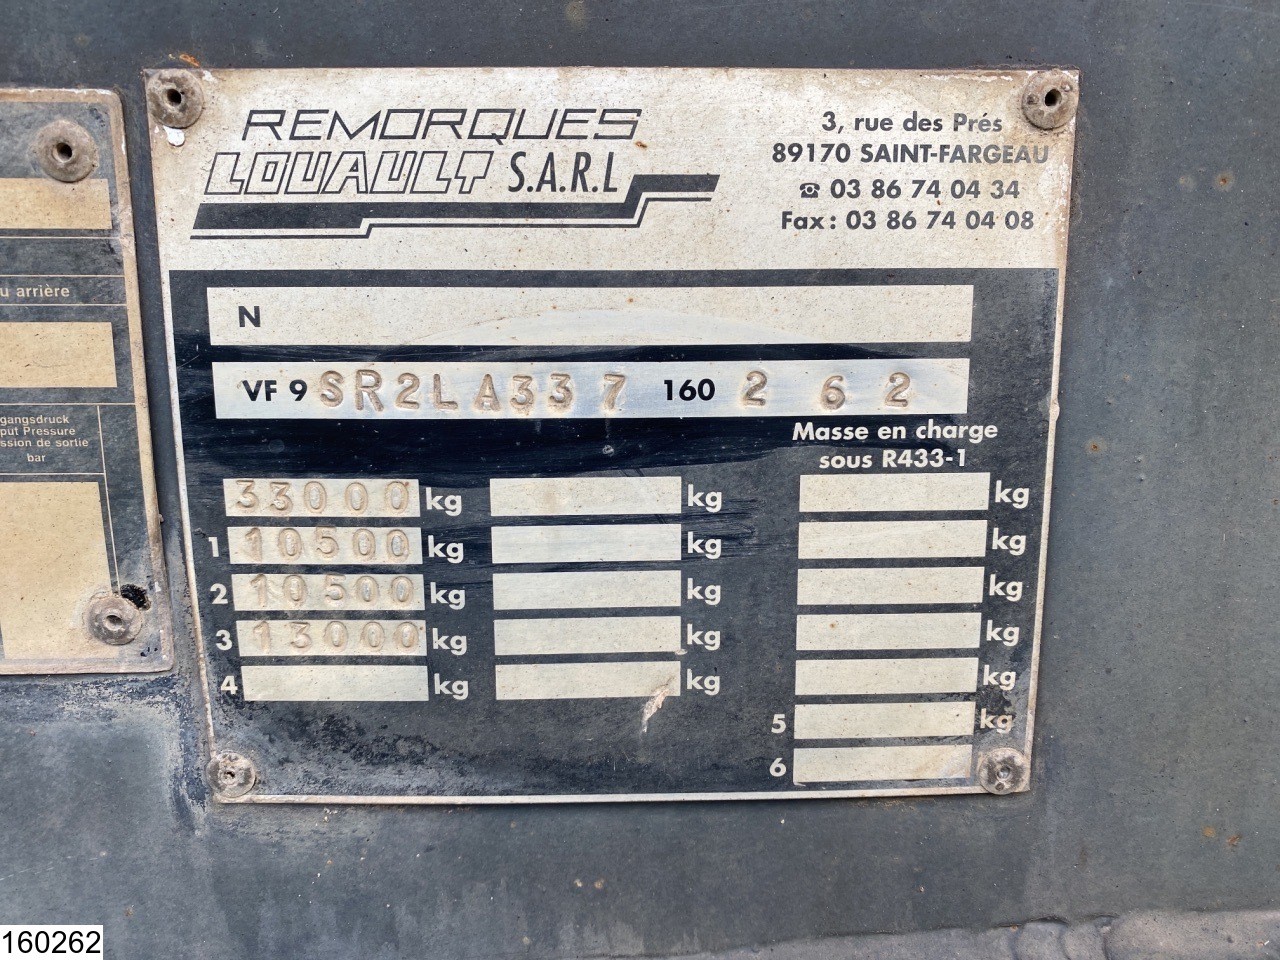 REMORQUES
LOUAULT S.A.R.L
3, rue des Prés
89170 SAINT-FARGEAU
☎ 03 86 74 04 34
Fax : 03 86 74 04 08
N
VF 9 SR2LA337 160 262
Masse en charge
sous R433-1
33000 kg kg kg
1 10500 kg kg kg
2 10500 kg kg kg
3 13000 kg kg kg
4 kg kg kg
5 kg
6
u arrière
gangsdruck
put Pressure
ssion de sortie
bar
160262